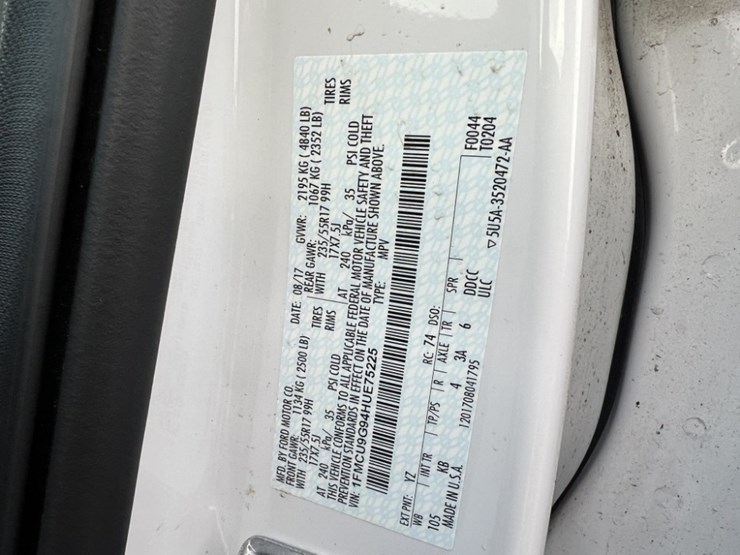 MFD. BY FORD MOTOR CO. DATE: 08/17 GVWR: 2195 KG ( 4840 LB)
FRONT GAWR: 1134 KG ( 2500 LB) REAR GAWR: 1067 KG ( 2352 LB)
WITH 235/55R17 99H TIRES WITH 235/55R17 99H TIRES
17X7.5J RIMS 17X7.5J RIMS
AT 240 kPa/ 35 PSI COLD AT 240 kPa/ 35 PSI COLD
THIS VEHICLE CONFORMS TO ALL APPLICABLE FEDERAL MOTOR VEHICLE SAFETY AND THEFT
PREVENTION STANDARDS IN EFFECT ON THE DATE OF MANUFACTURE SHOWN ABOVE.
VIN: 1FMCU9G94HUE75225 TYPE: MPV
EXT PNT: YZ RC: 74 DSO: F0044
WB INT TR TP/PS R AXLE TR SPR T0204
105 KB 4 3A 6 DDCC
MADE IN U.S.A. 1201708041795 ULC ▽5U5A-3520472-AA